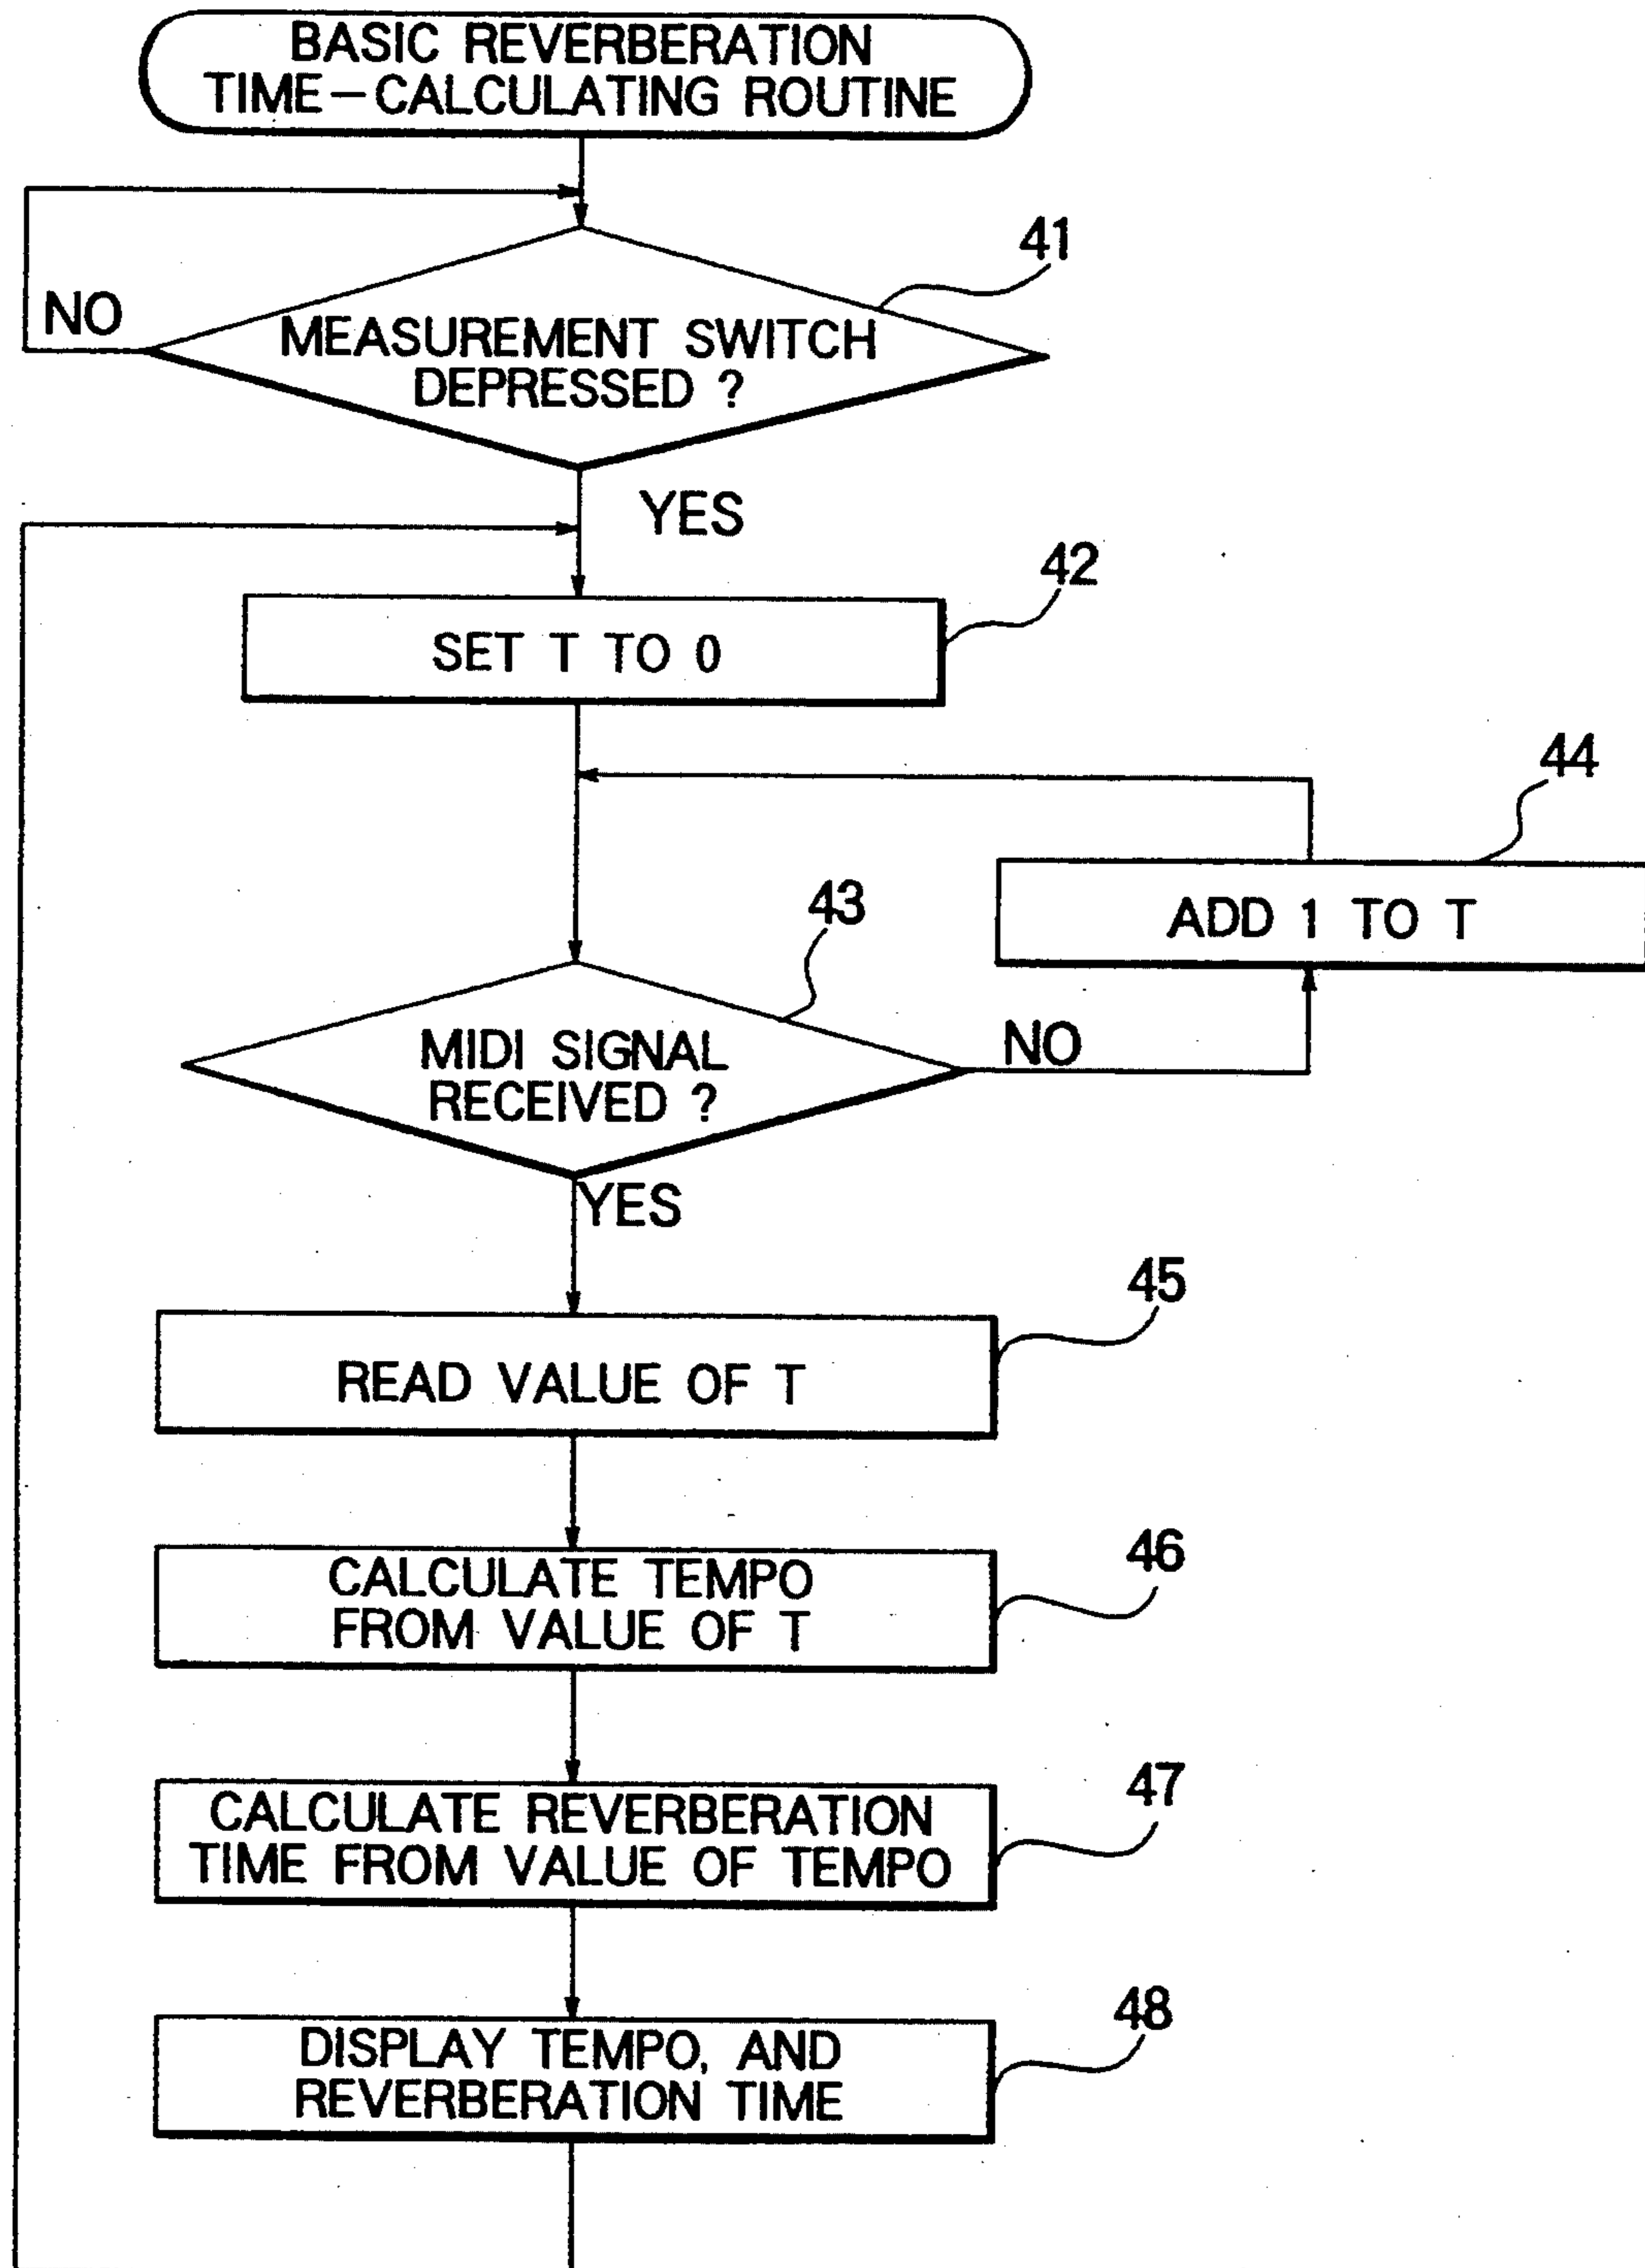 BASIC REVERBERATION
TIME-CALCULATING ROUTINE
41
NO
MEASUREMENT SWITCH
DEPRESSED ?
YES
42
SET T TO 0
44
ADD 1 TO T
43
MIDI SIGNAL
RECEIVED ?
NO
YES
45
READ VALUE OF T
46
CALCULATE TEMPO
FROM VALUE OF T
47
CALCULATE REVERBERATION
TIME FROM VALUE OF TEMPO
48
DISPLAY TEMPO, AND
REVERBERATION TIME